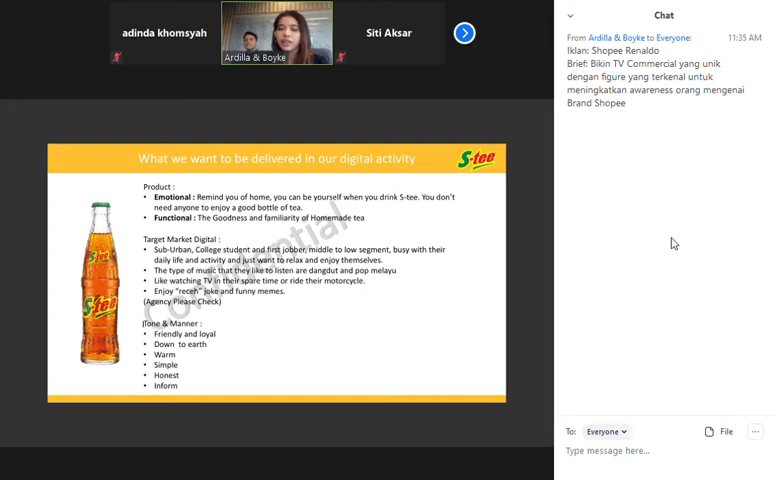 adinda khomsyah
Ardilla & Boyke
Siti Aksar
What we want to be delivered in our digital activity
S-tee
Product :
• Emotional : Remind you of home, you can be yourself when you drink S-tee. You don't
need anyone to enjoy a good bottle of tea.
• Functional : The Goodness and familiarity of Homemade tea
Target Market Digital :
• Sub-Urban, College student and first jobber, middle to low segment, busy with their
daily life and activity and just want to relax and enjoy themselves.
• The type of music that they like to listen are dangdut and pop melayu
• Like watching TV in their spare time or ride their motorcycle.
• Enjoy "receh" joke and funny memes.
(Agency Please Check)
Tone & Manner :
• Friendly and loyal
• Down to earth
• Warm
• Simple
• Honest
• Inform
Confidential
S-tee
S-tee
Chat
From Ardilla & Boyke to Everyone: 11:35 AM
Iklan: Shopee Renaldo
Brief: Bikin TV Commercial yang unik
dengan figure yang terkenal untuk
meningkatkan awareness orang mengenai
Brand Shopee
To: Everyone File ...
Type message here...